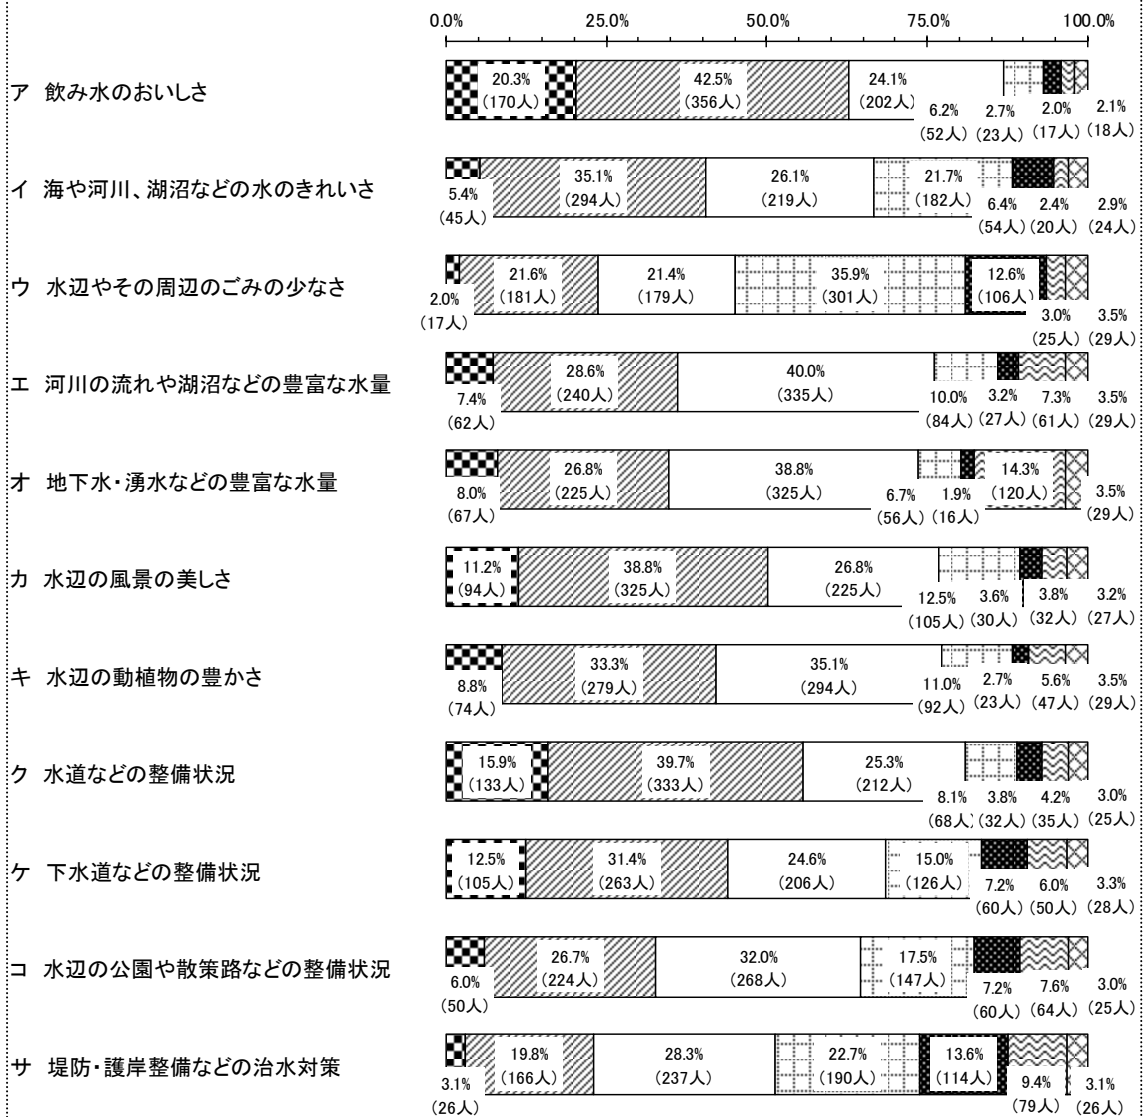 0.0% 25.0% 50.0% 75.0% 100.0%
ア 飲み水のおいしさ
20.3% 42.5% 24.1% 6.2% 2.7% 2.0% 2.1%
(170人) (356人) (202人) (52人) (23人) (17人) (18人)
イ 海や河川、湖沼などの水のきれいさ
5.4% 35.1% 26.1% 21.7% 6.4% 2.4% 2.9%
(45人) (294人) (219人) (182人) (54人) (20人) (24人)
ウ 水辺やその周辺のごみの少なさ
2.0% 21.6% 21.4% 35.9% 12.6% 3.0% 3.5%
(17人) (181人) (179人) (301人) (106人) (25人) (29人)
エ 河川の流れや湖沼などの豊富な水量
7.4% 28.6% 40.0% 10.0% 3.2% 7.3% 3.5%
(62人) (240人) (335人) (84人) (27人) (61人) (29人)
オ 地下水・湧水などの豊富な水量
8.0% 26.8% 38.8% 6.7% 1.9% 14.3% 3.5%
(67人) (225人) (325人) (56人) (16人) (120人) (29人)
カ 水辺の風景の美しさ
11.2% 38.8% 26.8% 12.5% 3.6% 3.8% 3.2%
(94人) (325人) (225人) (105人) (30人) (32人) (27人)
キ 水辺の動植物の豊かさ
8.8% 33.3% 35.1% 11.0% 2.7% 5.6% 3.5%
(74人) (279人) (294人) (92人) (23人) (47人) (29人)
ク 水道などの整備状況
15.9% 39.7% 25.3% 8.1% 3.8% 4.2% 3.0%
(133人) (333人) (212人) (68人) (32人) (35人) (25人)
ケ 下水道などの整備状況
12.5% 31.4% 24.6% 15.0% 7.2% 6.0% 3.3%
(105人) (263人) (206人) (126人) (60人) (50人) (28人)
コ 水辺の公園や散策路などの整備状況
6.0% 26.7% 32.0% 17.5% 7.2% 7.6% 3.0%
(50人) (224人) (268人) (147人) (60人) (64人) (25人)
サ 堤防・護岸整備などの治水対策
3.1% 19.8% 28.3% 22.7% 13.6% 9.4% 3.1%
(26人) (166人) (237人) (190人) (114人) (79人) (26人)